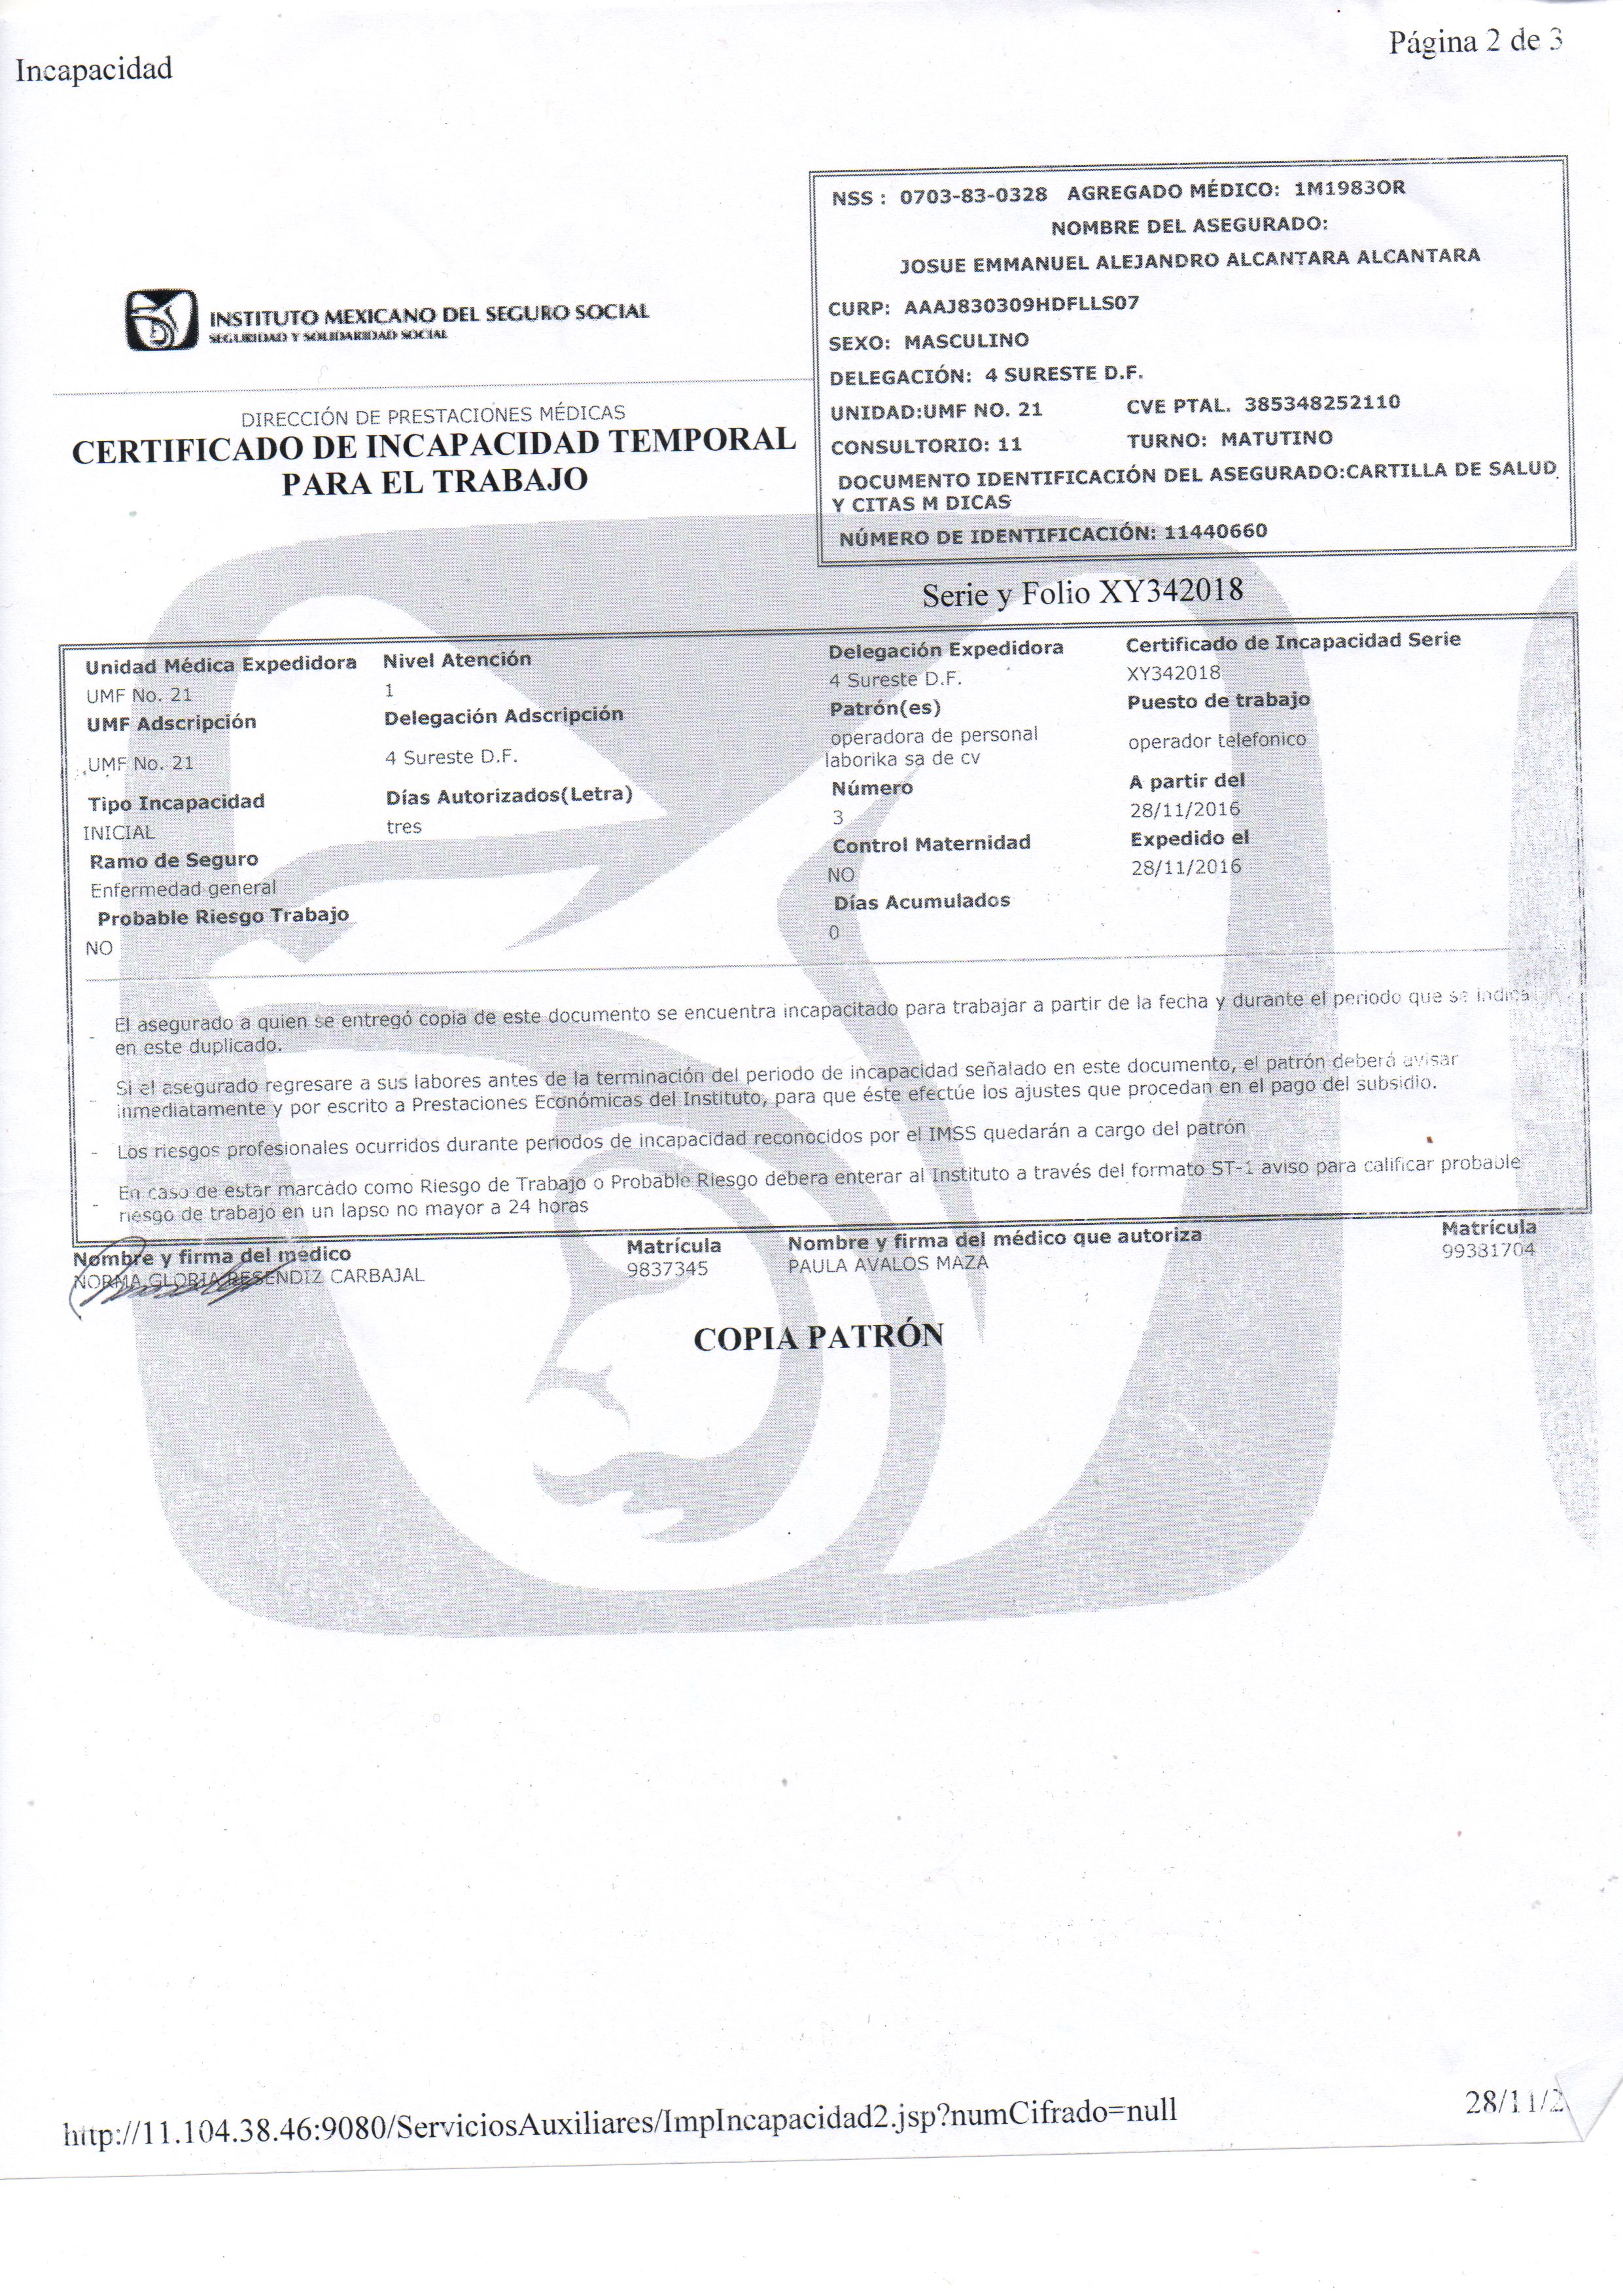 Incapacidad
Página 2 de 3
NSS : 0703-83-0328 AGREGADO MÉDICO: 1M1983OR
NOMBRE DEL ASEGURADO:
JOSUE EMMANUEL ALEJANDRO ALCANTARA ALCANTARA
CURP: AAAJ830309HDFLLS07
SEXO: MASCULINO
DELEGACIÓN: 4 SURESTE D.F.
UNIDAD:UMF NO. 21 CVE PTAL. 385348252110
CONSULTORIO: 11 TURNO: MATUTINO
DOCUMENTO IDENTIFICACIÓN DEL ASEGURADO:CARTILLA DE SALUD
Y CITAS M DICAS
NÚMERO DE IDENTIFICACIÓN: 11440660
INSTITUTO MEXICANO DEL SEGURO SOCIAL
SEGURIDAD Y SOLIDARIDAD SOCIAL
DIRECCIÓN DE PRESTACIONES MÉDICAS
CERTIFICADO DE INCAPACIDAD TEMPORAL
PARA EL TRABAJO
Serie y Folio XY342018
Unidad Médica Expedidora Nivel Atención Delegación Expedidora Certificado de Incapacidad Serie
UMF No. 21 1 4 Sureste D.F. XY342018
UMF Adscripción Delegación Adscripción Patrón(es) Puesto de trabajo
UMF No. 21 4 Sureste D.F. operadora de personal operador telefonico
laborika sa de cv
Tipo Incapacidad Días Autorizados(Letra) Número A partir del
INICIAL tres 3 28/11/2016
Ramo de Seguro Control Maternidad Expedido el
Enfermedad general NO 28/11/2016
Probable Riesgo Trabajo Días Acumulados
NO 0
- El asegurado a quien se entregó copia de este documento se encuentra incapacitado para trabajar a partir de la fecha y durante el periodo que se indica
en este duplicado.
- Si el asegurado regresare a sus labores antes de la terminación del periodo de incapacidad señalado en este documento, el patrón deberá avisar
inmediatamente y por escrito a Prestaciones Económicas del Instituto, para que éste efectúe los ajustes que procedan en el pago del subsidio.
- Los riesgos profesionales ocurridos durante periodos de incapacidad reconocidos por el IMSS quedarán a cargo del patrón
- En caso de estar marcado como Riesgo de Trabajo o Probable Riesgo debera enterar al Instituto a través del formato ST-1 aviso para calificar probable
riesgo de trabajo en un lapso no mayor a 24 horas
Nombre y firma del médico Matrícula Nombre y firma del médico que autoriza Matrícula
NORMA GLORIA RESENDIZ CARBAJAL 9837345 PAULA AVALOS MAZA 99381704
COPIA PATRÓN
http://11.104.38.46:9080/ServiciosAuxiliares/ImpIncapacidad2.jsp?numCifrado=null
28/11/2